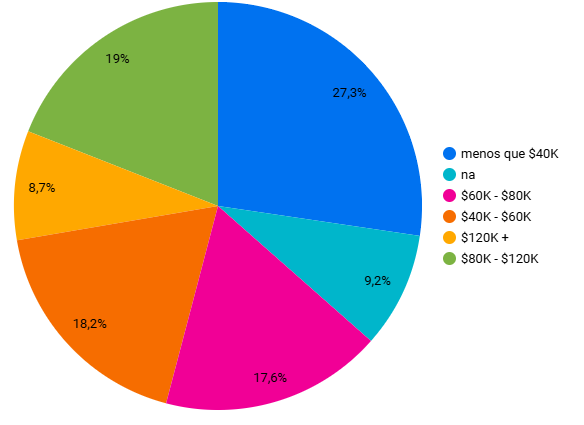 19%
27,3%
8,7%
9,2%
18,2%
17,6%
menos que $40K
na
$60K - $80K
$40K - $60K
$120K +
$80K - $120K